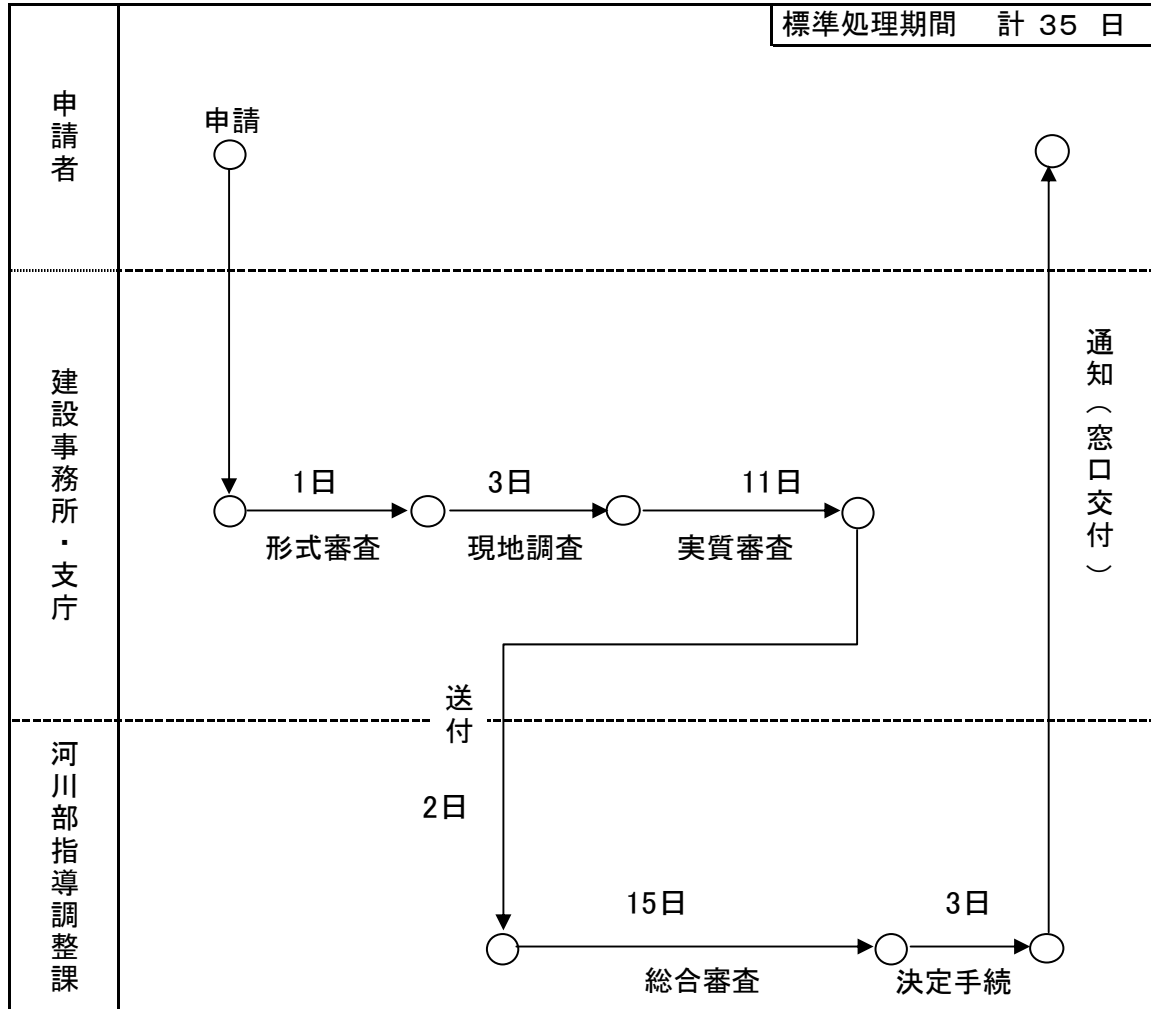 標準処理期間 計 35 日
申請者
申請
建設事務所・支庁
1日
3日
11日
形式審査
現地調査
実質審査
通知（窓口交付）
送付
2日
河川部指導調整課
15日
3日
総合審査
決定手続